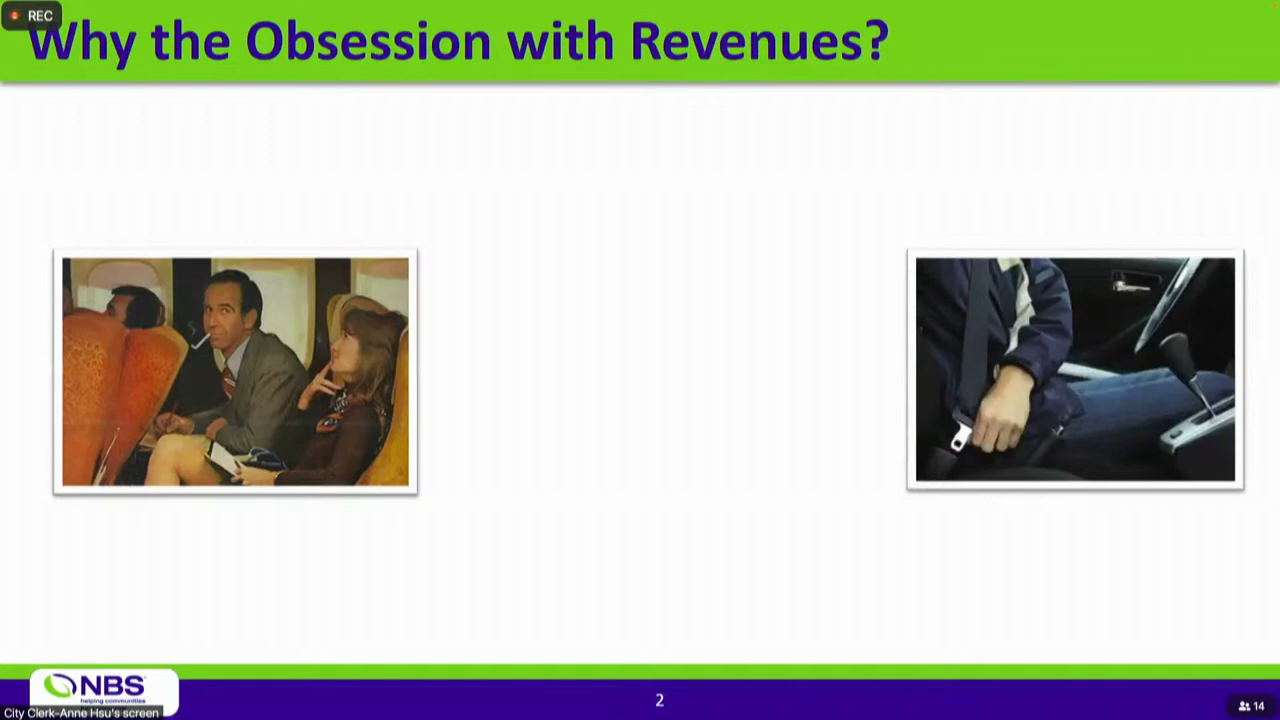 REC
Why the Obsession with Revenues?
NBS
helping communities
2
City Clerk-Anne Hsu's screen
14